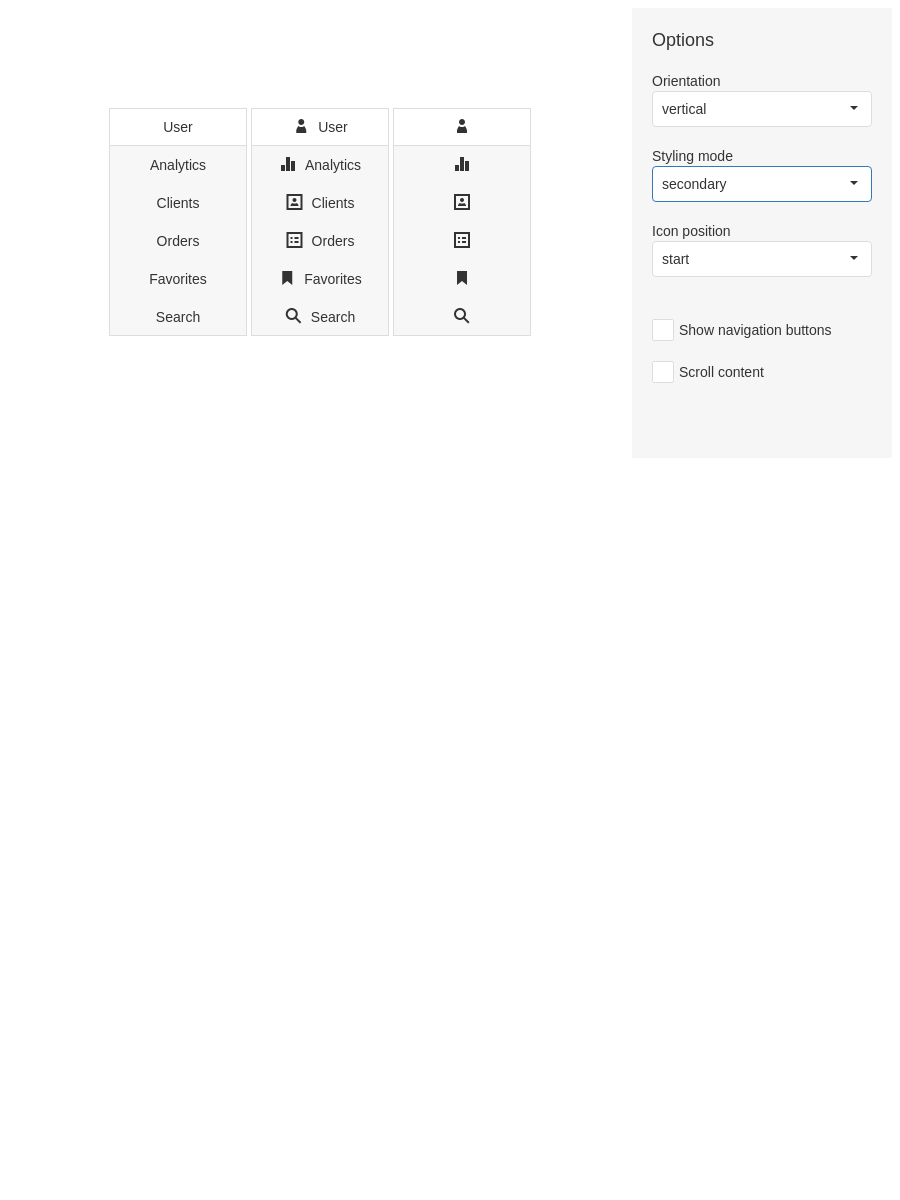 User
Analytics
Clients
Orders
Favorites
Search
User
Analytics
Clients
Orders
Favorites
Search
Options
Orientation
vertical
Styling mode
secondary
Icon position
start
Show navigation buttons
Scroll content